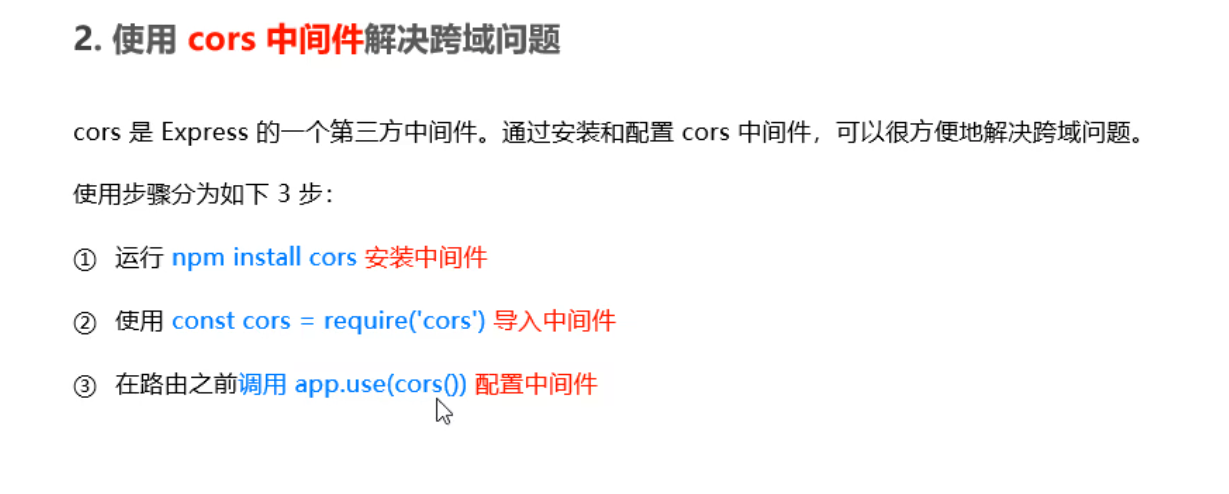 2. 使用 cors 中间件解决跨域问题
cors 是 Express 的一个第三方中间件。通过安装和配置 cors 中间件，可以很方便地解决跨域问题。
使用步骤分为如下 3 步：
① 运行 npm install cors 安装中间件
② 使用 const cors = require('cors') 导入中间件
③ 在路由之前调用 app.use(cors()) 配置中间件